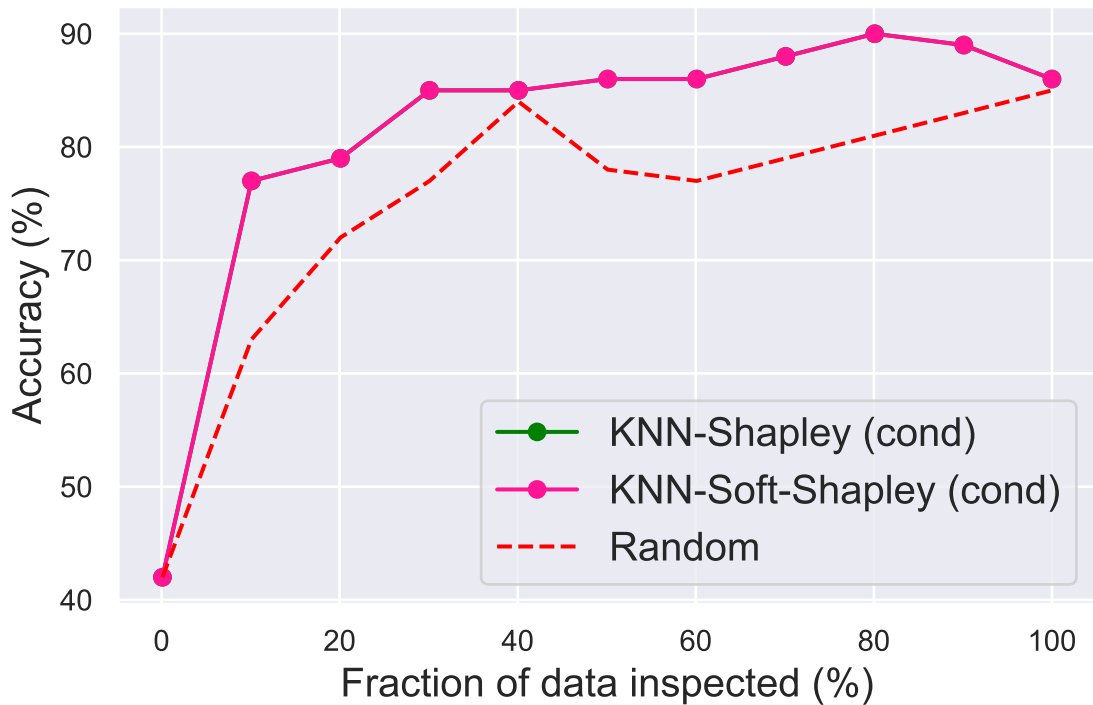 90
80
70
60
50
40
Accuracy (%)
KNN-Shapley (cond)
KNN-Soft-Shapley (cond)
Random
0 20 40 60 80 100
Fraction of data inspected (%)